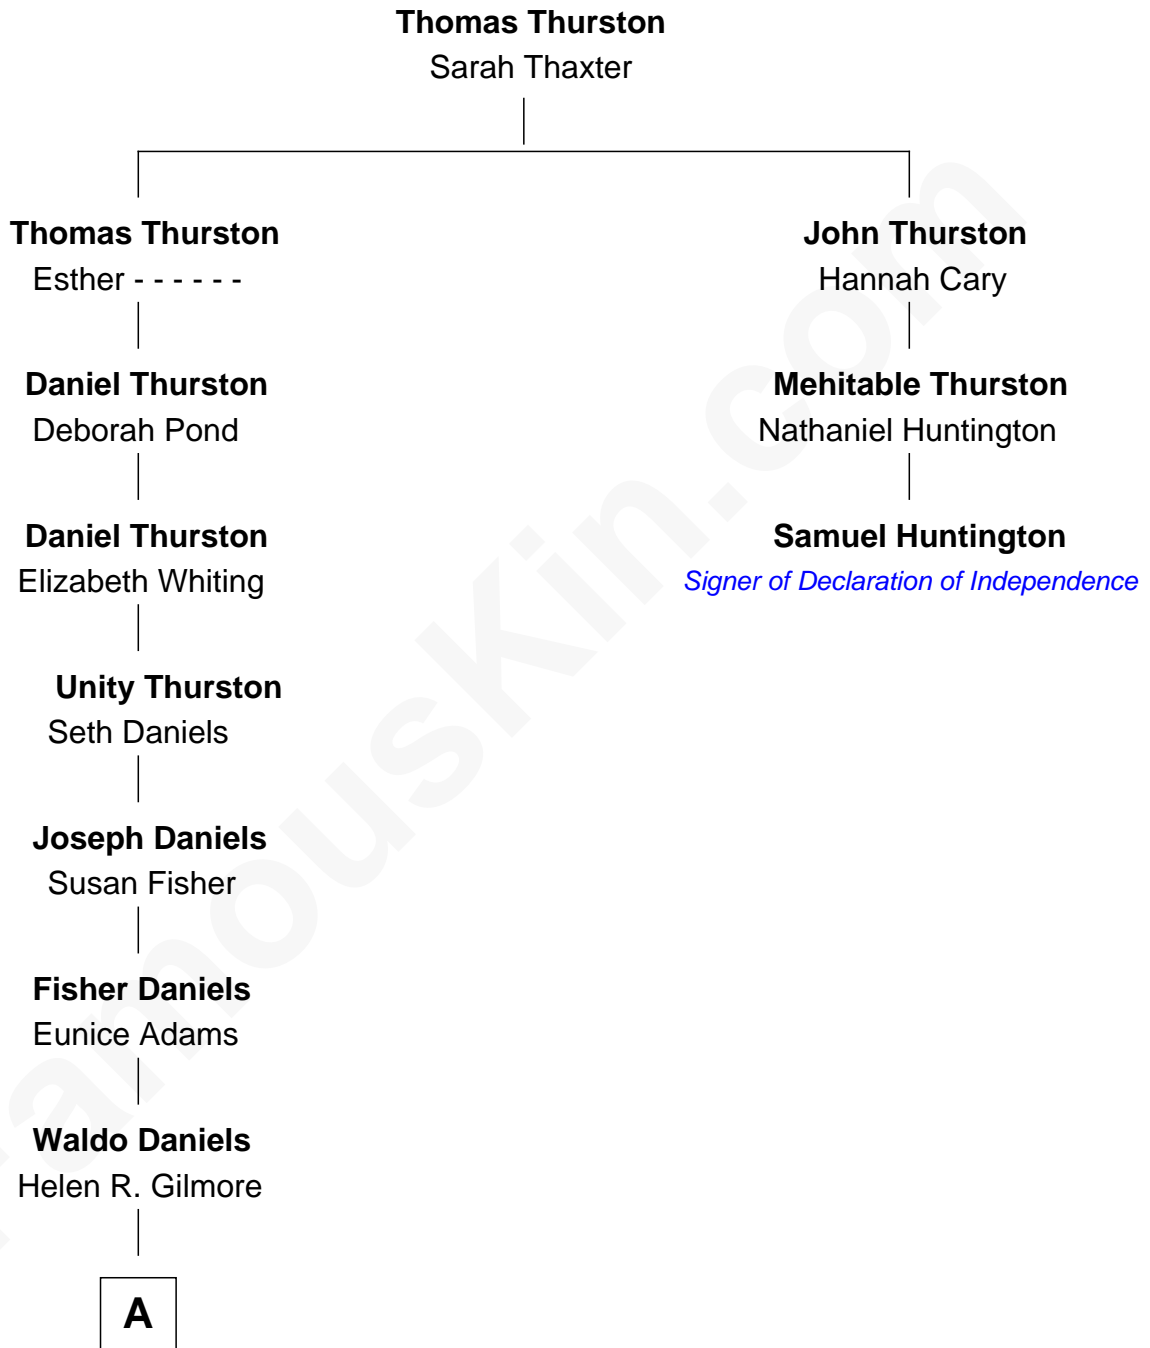 Thomas Thurston
Sarah Thaxter
Thomas Thurston
Esther - - - - - -
John Thurston
Hannah Cary
Daniel Thurston
Deborah Pond
Mehitable Thurston
Nathaniel Huntington
Daniel Thurston
Elizabeth Whiting
Samuel Huntington
Signer of Declaration of Independence
Unity Thurston
Seth Daniels
Joseph Daniels
Susan Fisher
Fisher Daniels
Eunice Adams
Waldo Daniels
Helen R. Gilmore
A
FamousKin.com